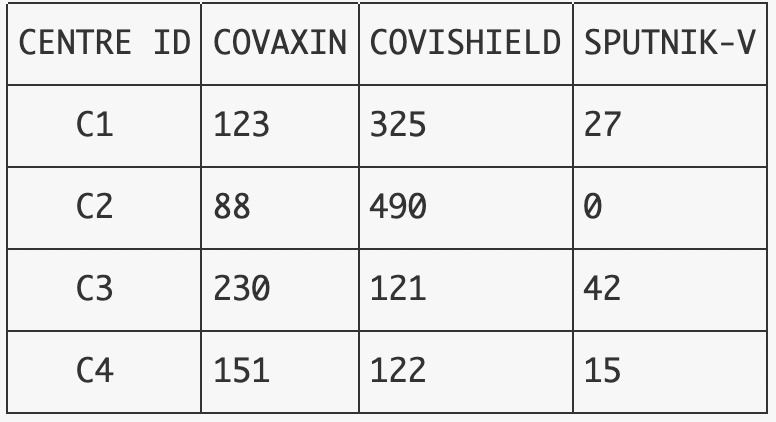 CENTRE ID COVAXIN COVISHIELD SPUTNIK-V
C1 123 325 27
C2 88 490 0
C3 230 121 42
C4 151 122 15